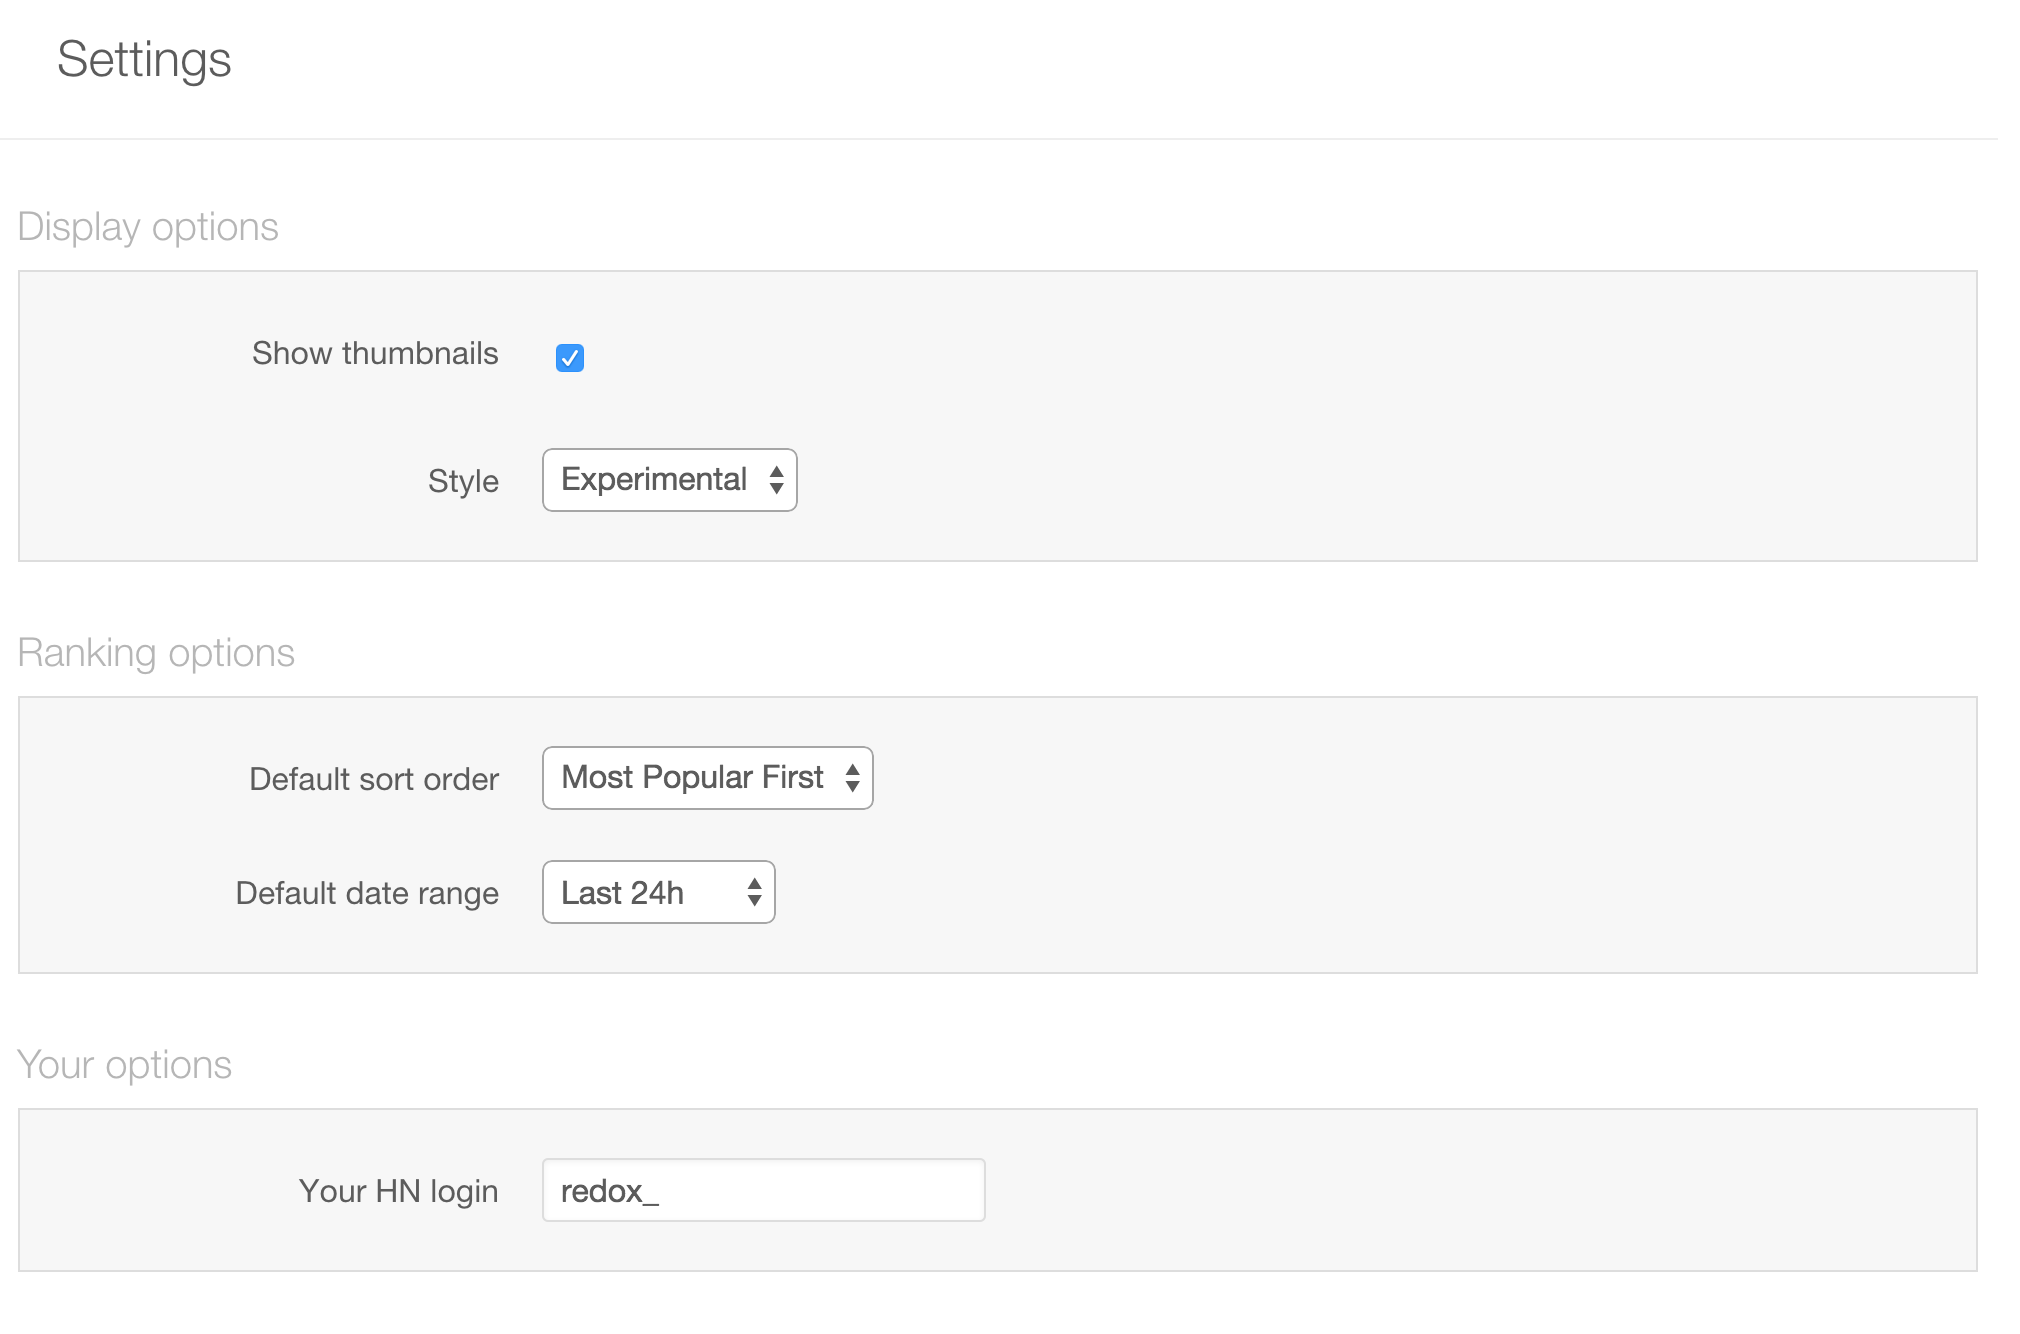 Settings
Display options
Show thumbnails
Style Experimental
Ranking options
Default sort order Most Popular First
Default date range Last 24h
Your options
Your HN login redox_